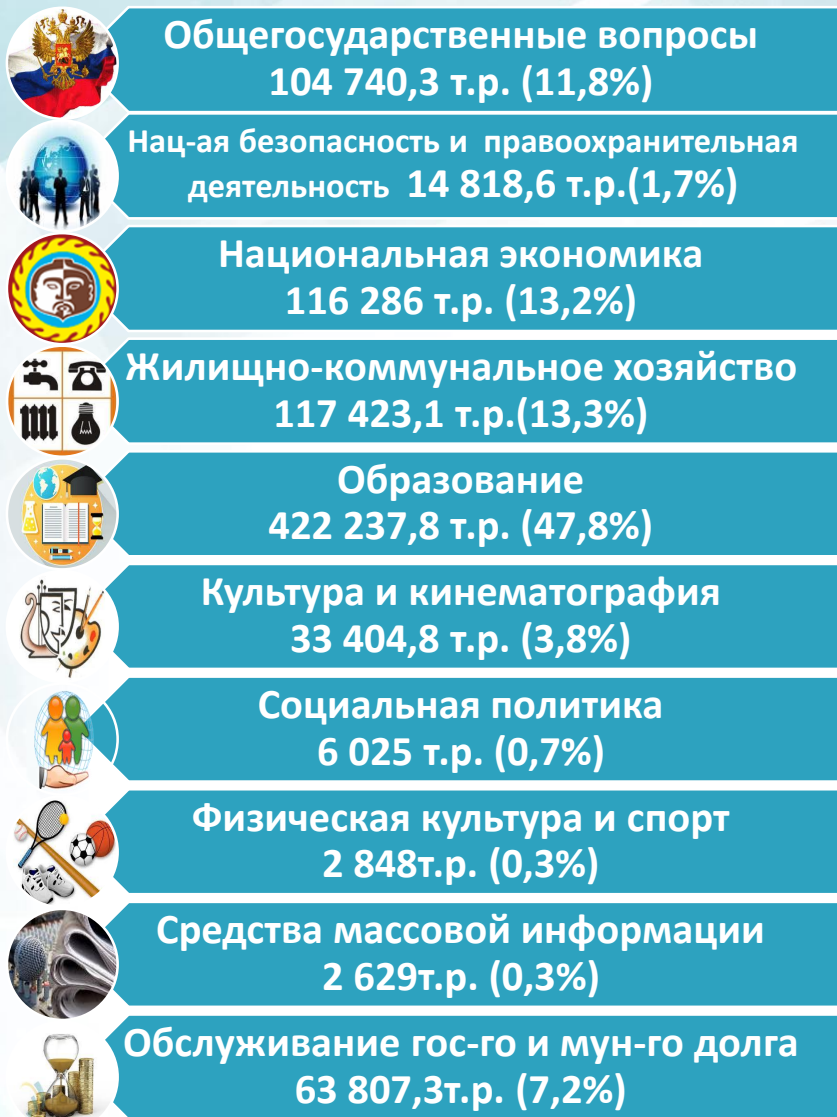 Общегосударственные вопросы
104 740,3 т.р. (11,8%)
Нац-ая безопасность и правоохранительная
деятельность 14 818,6 т.р.(1,7%)
Национальная экономика
116 286 т.р. (13,2%)
Жилищно-коммунальное хозяйство
117 423,1 т.р.(13,3%)
Образование
422 237,8 т.р. (47,8%)
Культура и кинематография
33 404,8 т.р. (3,8%)
Социальная политика
6 025 т.р. (0,7%)
Физическая культура и спорт
2 848т.р. (0,3%)
Средства массовой информации
2 629т.р. (0,3%)
Обслуживание гос-го и мун-го долга
63 807,3т.р. (7,2%)